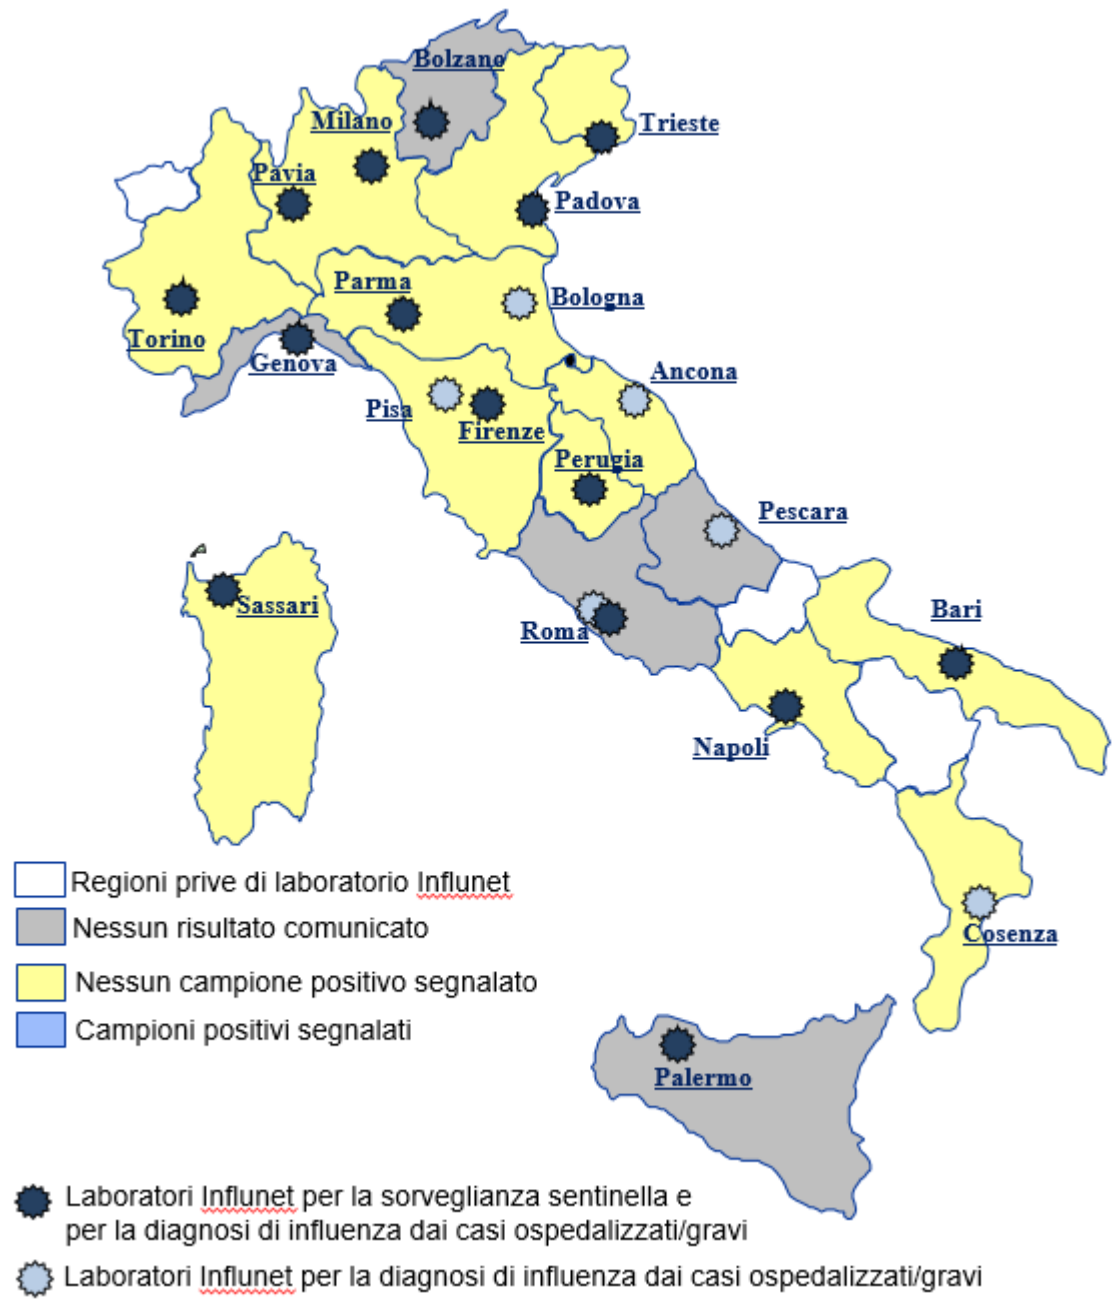 Bolzano
Milano
Trieste
Pavia
Padova
Parma
Bologna
Torino
Genova
Ancona
Pisa
Firenze
Perugia
Pescara
Sassari
Roma
Bari
Napoli
Regioni prive di laboratorio Influnet
Nessun risultato comunicato
Cosenza
Nessun campione positivo segnalato
Campioni positivi segnalati
Palermo
Laboratori Influnet per la sorveglianza sentinella e
per la diagnosi di influenza dai casi ospedalizzati/gravi
Laboratori Influnet per la diagnosi di influenza dai casi ospedalizzati/gravi